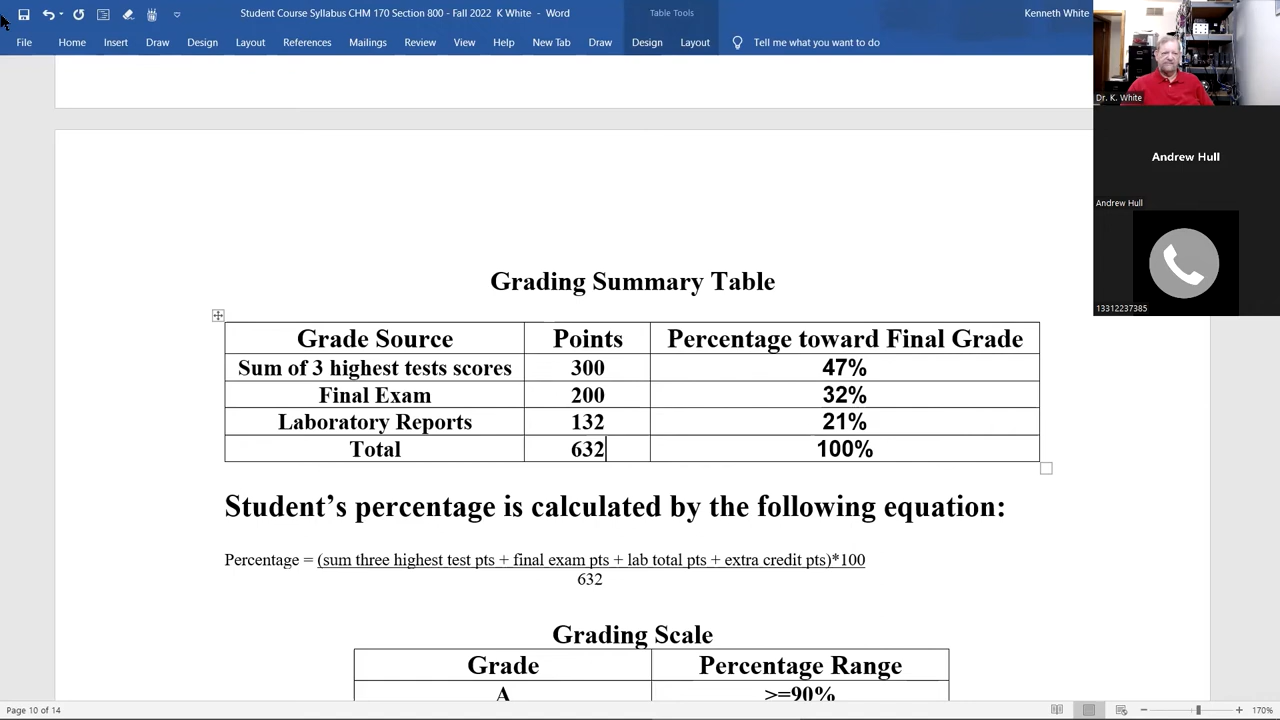 Student Course Syllabus CHM 170 Section 800 - Fall 2022 K White - Word
Table Tools
Kenneth White
File Home Insert Draw Design Layout References Mailings Review View Help New Tab Draw Design Layout Tell me what you want to do
Dr. K. White
Andrew Hull
Andrew Hull
13312237385
Grading Summary Table
Grade Source Points Percentage toward Final Grade
Sum of 3 highest tests scores 300 47%
Final Exam 200 32%
Laboratory Reports 132 21%
Total 632 100%
Student's percentage is calculated by the following equation:
Percentage = (sum three highest test pts + final exam pts + lab total pts + extra credit pts)*100
632
Grading Scale
Grade Percentage Range
A >=90%
Page 10 of 14
170%